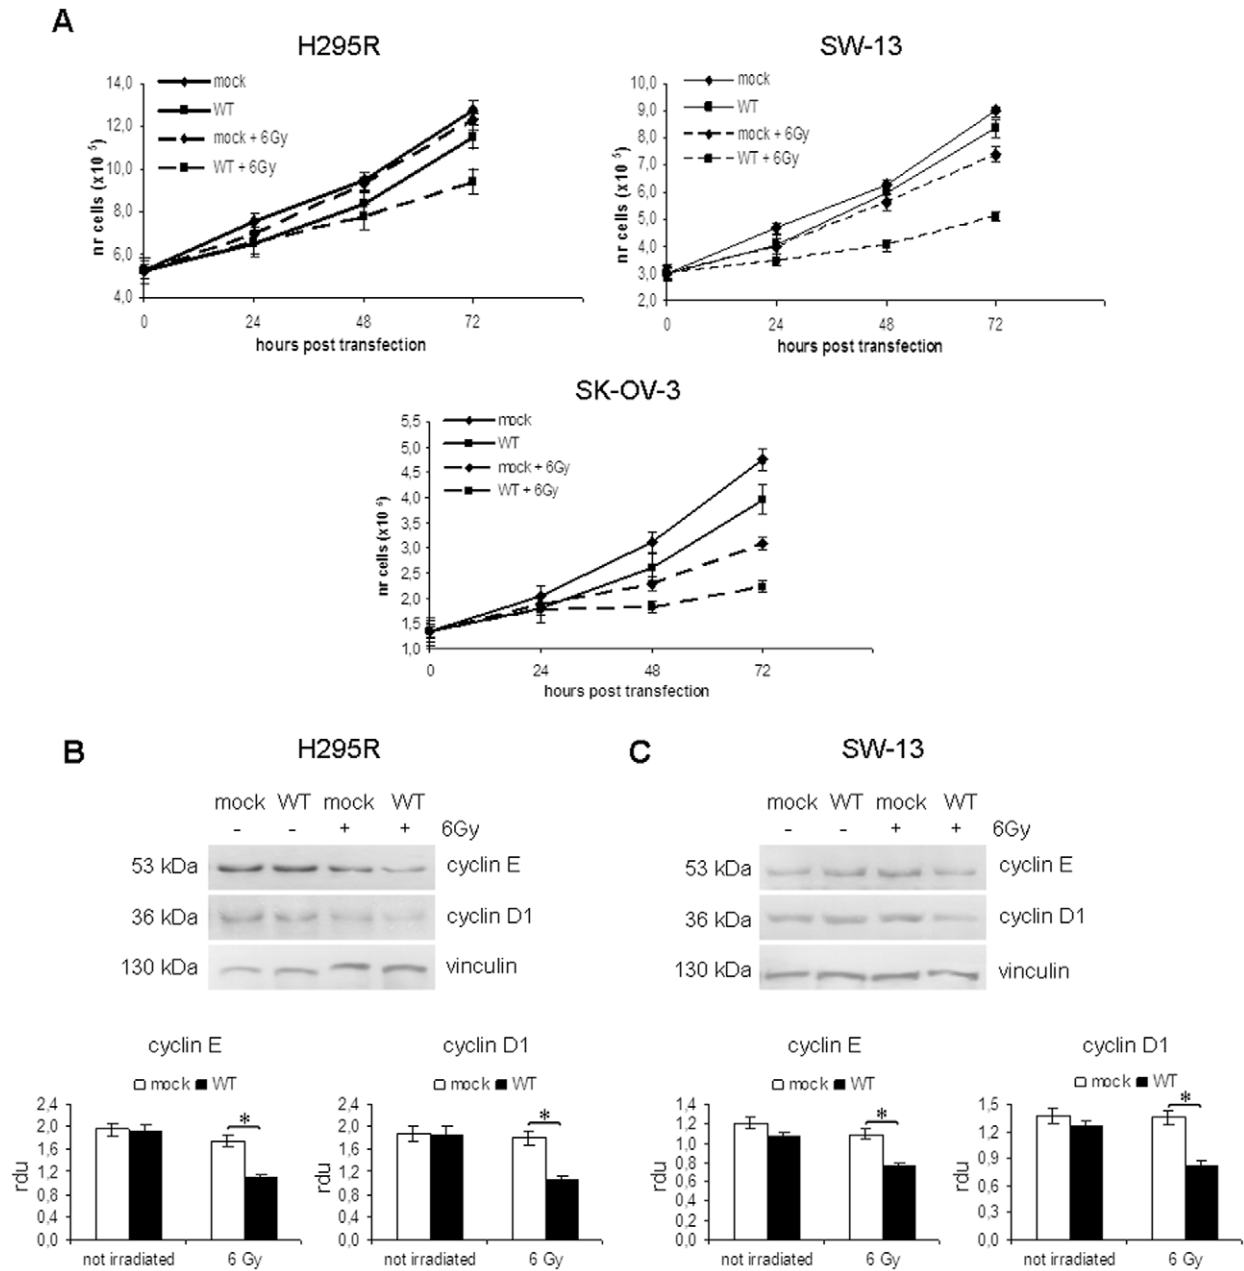 A
H295R
14,0
12,0
10,0
8,0
6,0
4,0
nr cells (x10⁵)
mock
WT
mock + 6Gy
WT + 6Gy
0 24 48 72
hours post transfection
SW-13
10,0
9,0
8,0
7,0
6,0
5,0
4,0
3,0
2,0
nr cells (x10⁵)
mock
WT
mock + 6Gy
WT + 6Gy
0 24 48 72
hours post transfection
SK-OV-3
5,5
5,0
4,5
4,0
3,5
3,0
2,5
2,0
1,5
1,0
nr cells (x10⁵)
mock
WT
mock + 6Gy
WT + 6Gy
0 24 48 72
hours post transfection
B
H295R
mock WT mock WT
- - + + 6Gy
53 kDa cyclin E
36 kDa cyclin D1
130 kDa vinculin
cyclin E
mock WT
2,4
2,0
1,6
1,2
0,8
0,4
0,0
rdu
*
not irradiated 6 Gy
cyclin D1
mock WT
2,4
2,0
1,6
1,2
0,8
0,4
0,0
rdu
*
not irradiated 6 Gy
C
SW-13
mock WT mock WT
- - + + 6Gy
53 kDa cyclin E
36 kDa cyclin D1
130 kDa vinculin
cyclin E
mock WT
1,4
1,2
1,0
0,8
0,6
0,4
0,2
0,0
rdu
*
not irradiated 6 Gy
cyclin D1
mock WT
1,5
1,2
0,9
0,6
0,3
0,0
rdu
*
not irradiated 6 Gy